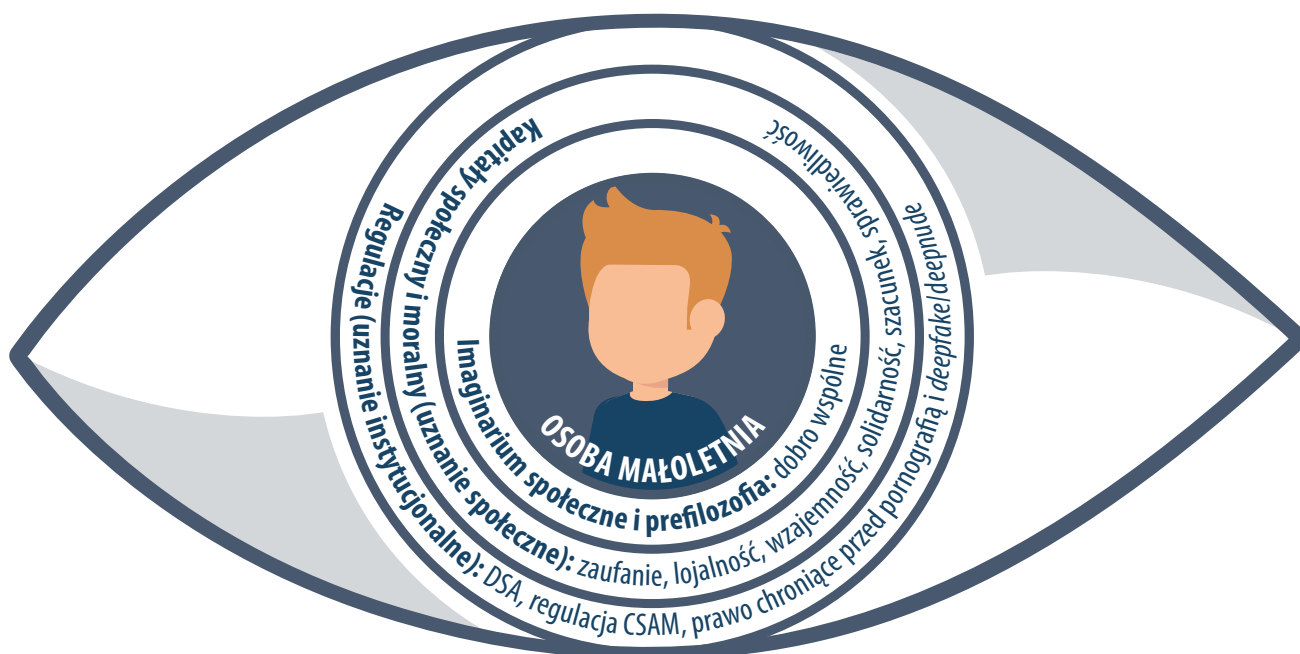 OSOBA MAŁOLETNIA
Imaginarium społeczne i prefilozofia: dobro wspólne
Kapitały społeczny i moralny (uznanie społeczne): zaufanie, lojalność, wzajemność, solidarność, szacunek, sprawiedliwość
Regulacje (uznanie instytucjonalne): DSA, regulacja CSAM, prawo chroniące przed pornografią i deepfake/deepnude